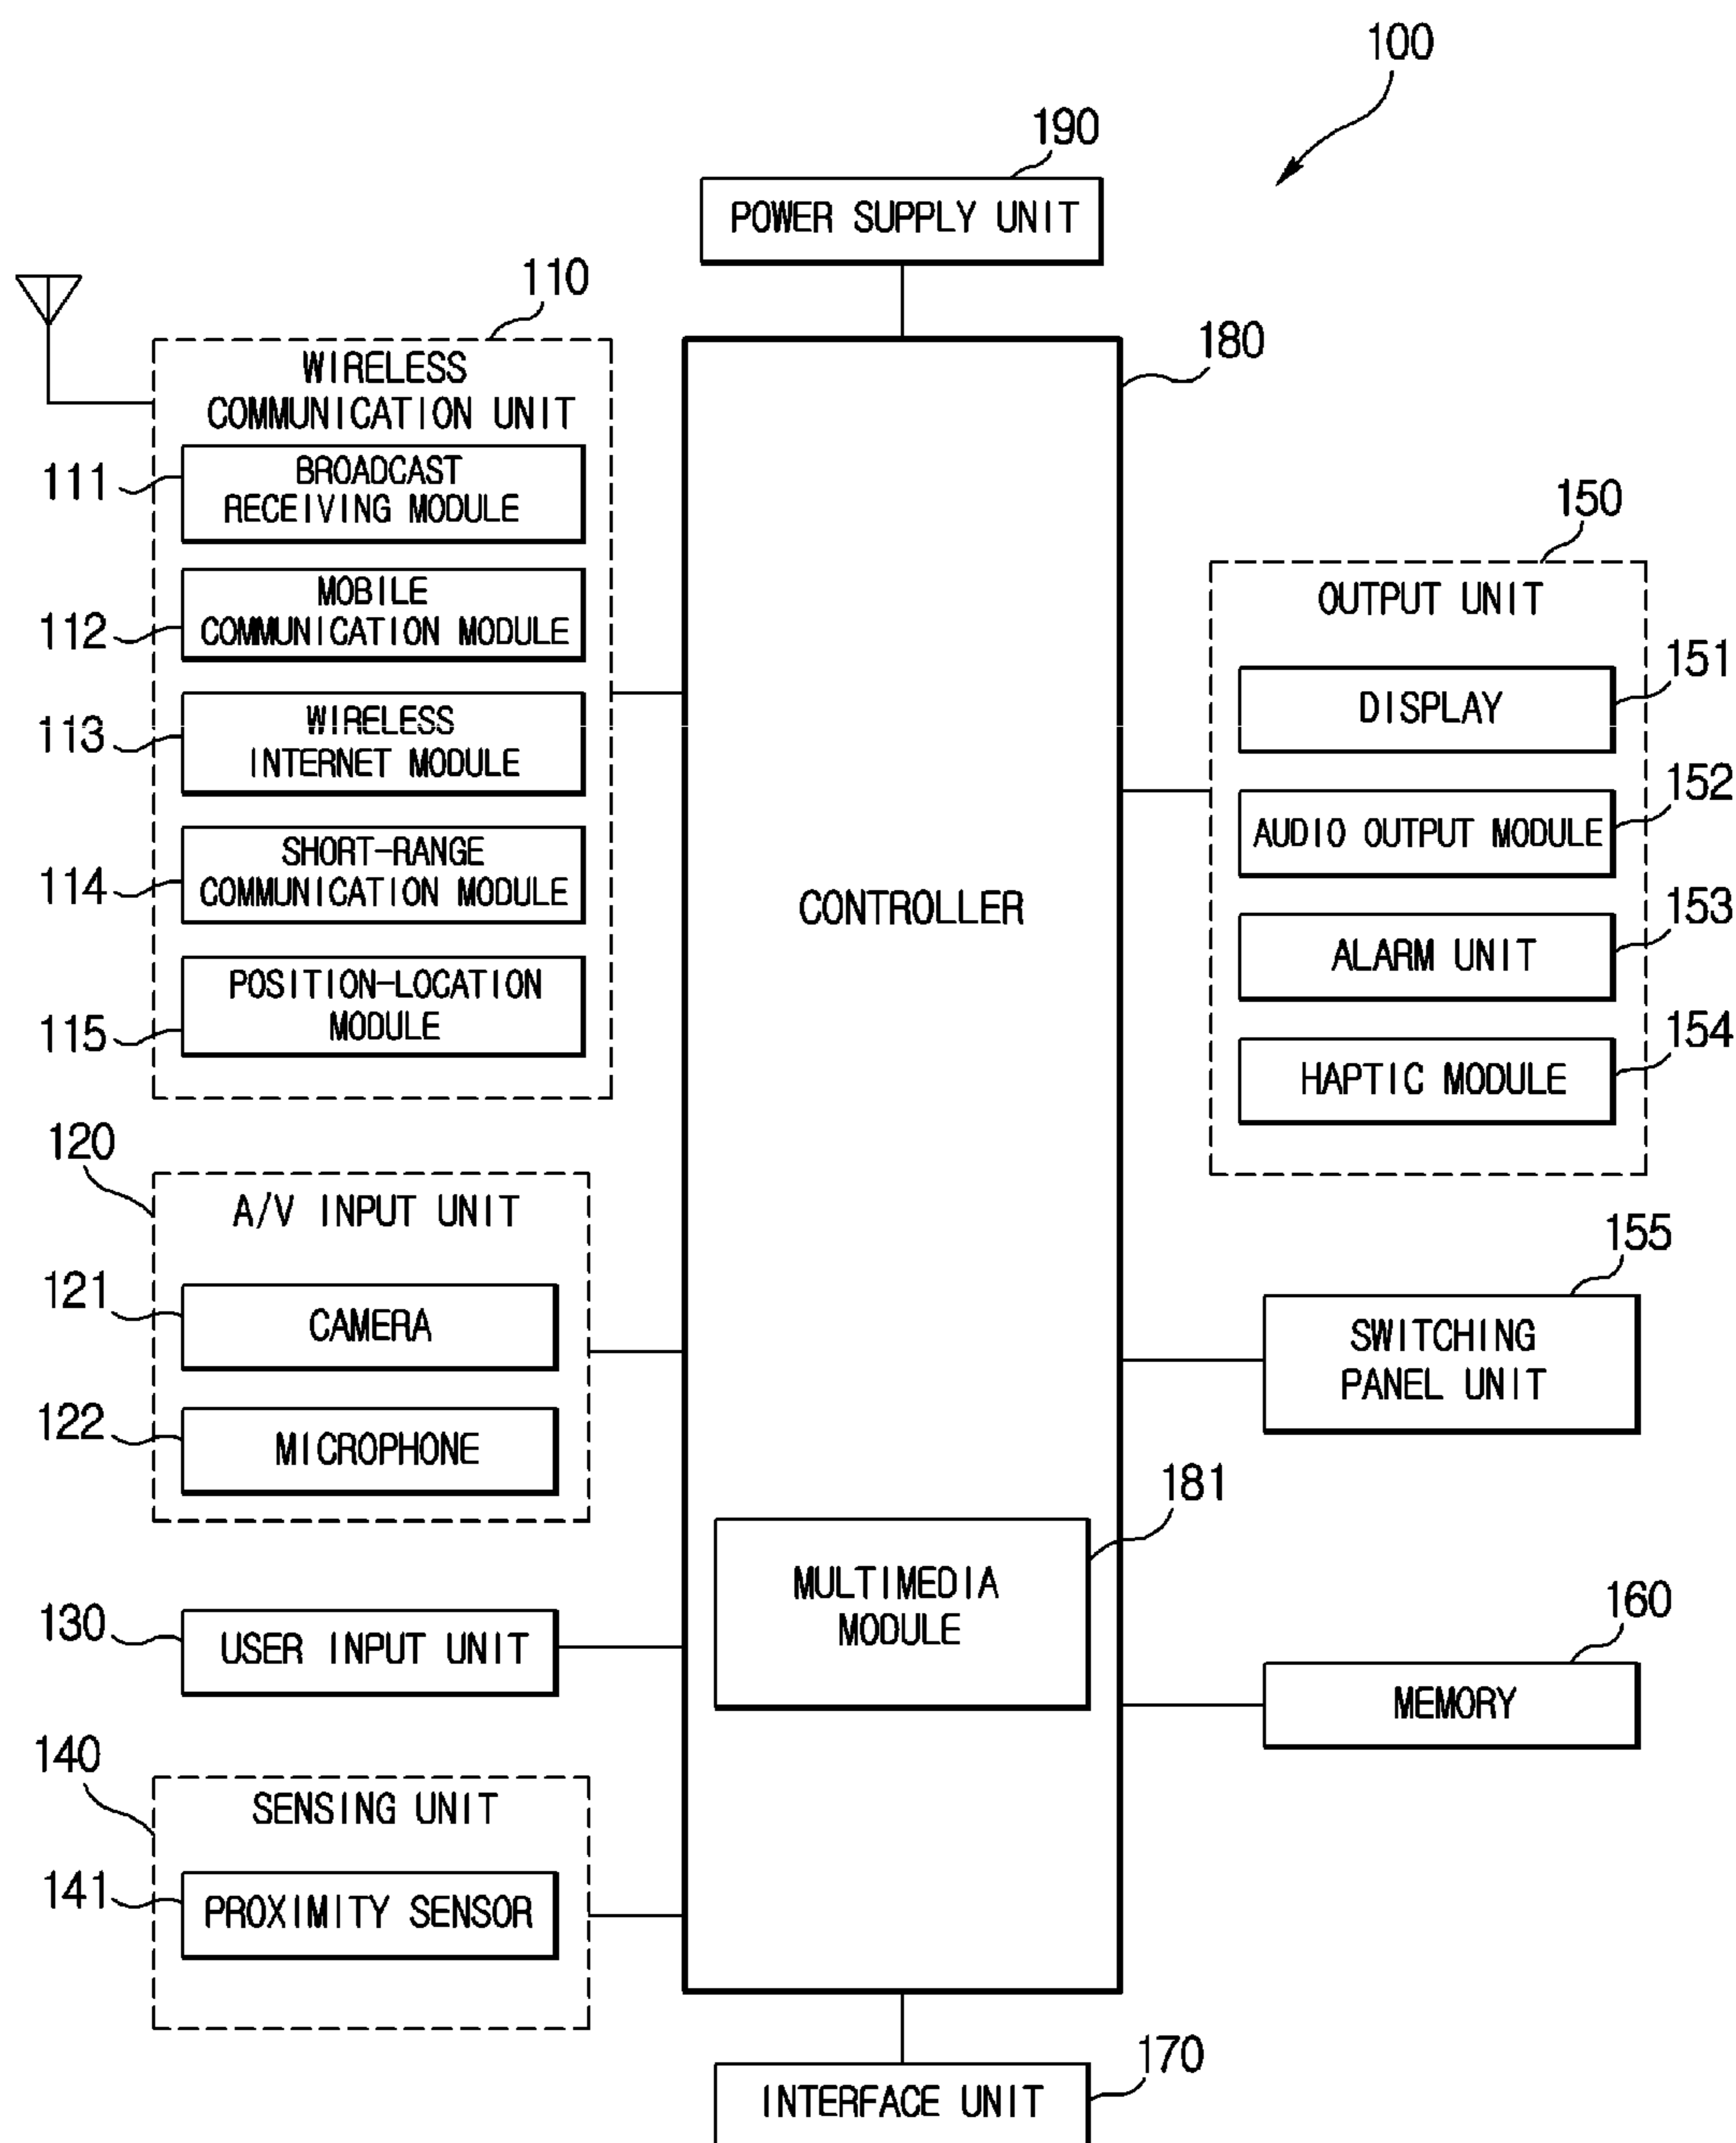 100
190
POWER SUPPLY UNIT
110
WIRELESS
COMMUNICATION UNIT
111
BROADCAST
RECEIVING MODULE
112
MOBILE
COMMUNICATION MODULE
113
WIRELESS
INTERNET MODULE
114
SHORT-RANGE
COMMUNICATION MODULE
115
POSITION-LOCATION
MODULE
120
A/V INPUT UNIT
121
CAMERA
122
MICROPHONE
130
USER INPUT UNIT
140
SENSING UNIT
141
PROXIMITY SENSOR
180
CONTROLLER
181
MULTIMEDIA
MODULE
150
OUTPUT UNIT
151
DISPLAY
152
AUDIO OUTPUT MODULE
153
ALARM UNIT
154
HAPTIC MODULE
155
SWITCHING
PANEL UNIT
160
MEMORY
170
INTERFACE UNIT